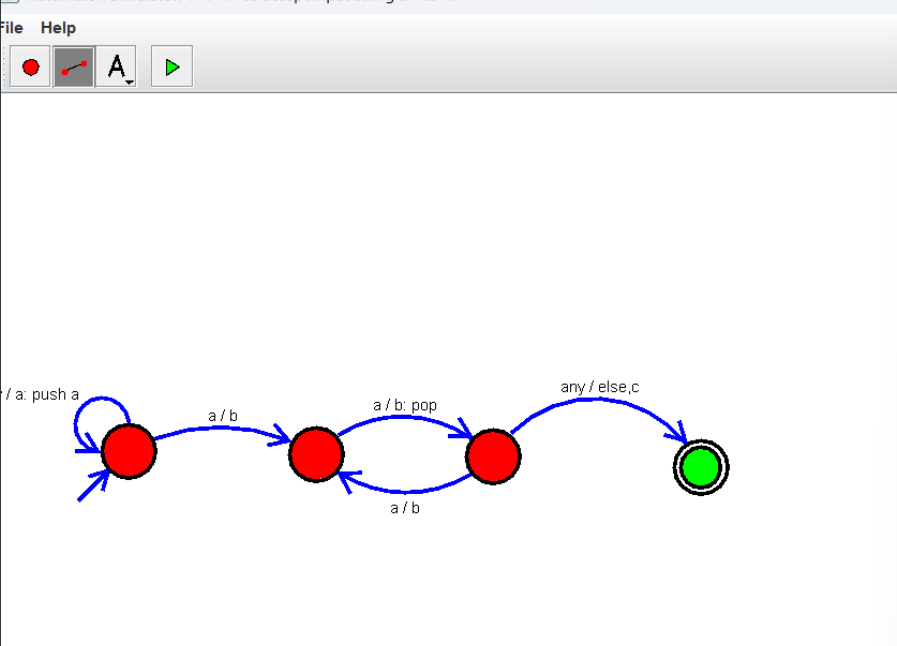 File Help
A
/ a: push a
a / b
a / b: pop
any / else,c
a / b